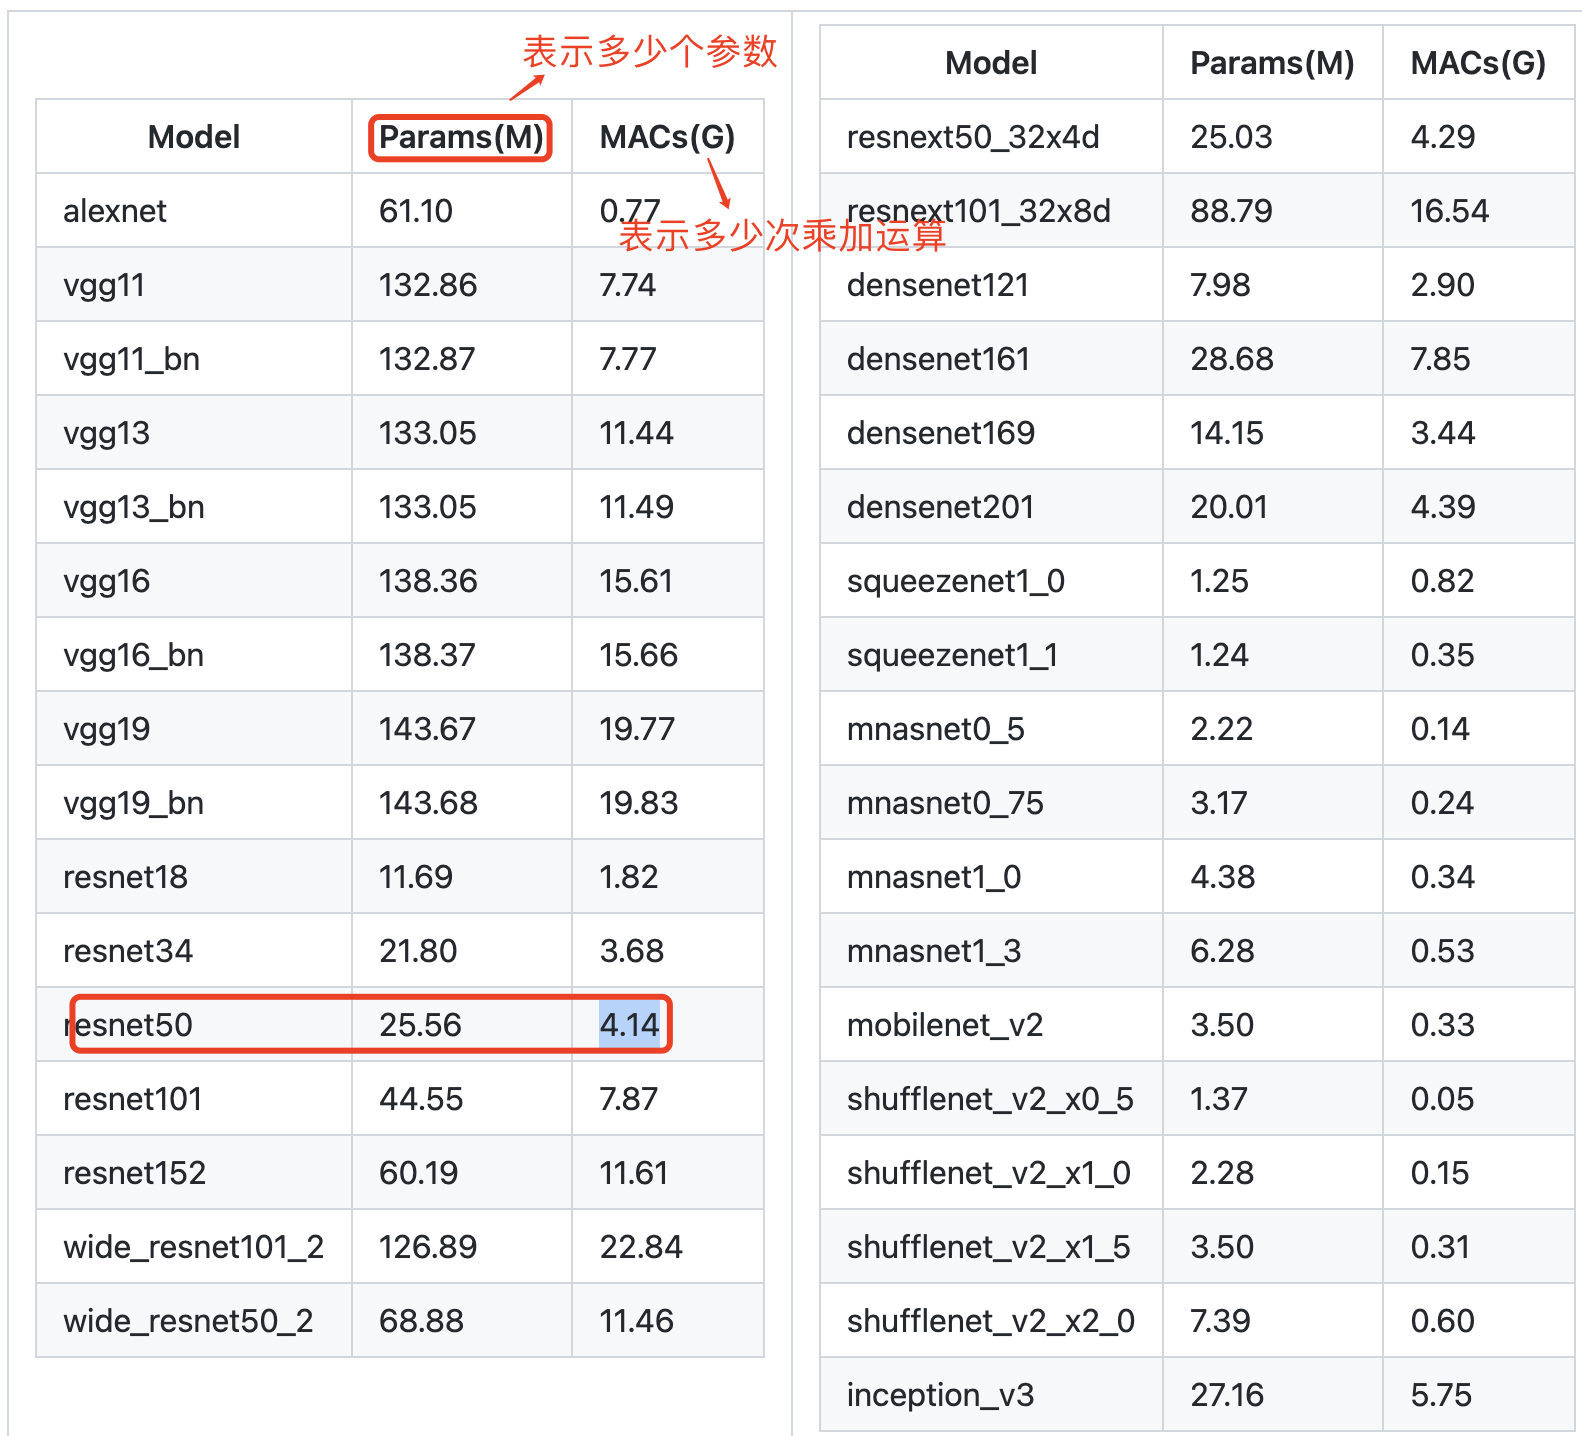 表示多少个参数
Model Params(M) MACs(G)
alexnet 61.10 0.77
表示多少次乘加运算
vgg11 132.86 7.74
vgg11_bn 132.87 7.77
vgg13 133.05 11.44
vgg13_bn 133.05 11.49
vgg16 138.36 15.61
vgg16_bn 138.37 15.66
vgg19 143.67 19.77
vgg19_bn 143.68 19.83
resnet18 11.69 1.82
resnet34 21.80 3.68
resnet50 25.56 4.14
resnet101 44.55 7.87
resnet152 60.19 11.61
wide_resnet101_2 126.89 22.84
wide_resnet50_2 68.88 11.46
Model Params(M) MACs(G)
resnext50_32x4d 25.03 4.29
resnext101_32x8d 88.79 16.54
densenet121 7.98 2.90
densenet161 28.68 7.85
densenet169 14.15 3.44
densenet201 20.01 4.39
squeezenet1_0 1.25 0.82
squeezenet1_1 1.24 0.35
mnasnet0_5 2.22 0.14
mnasnet0_75 3.17 0.24
mnasnet1_0 4.38 0.34
mnasnet1_3 6.28 0.53
mobilenet_v2 3.50 0.33
shufflenet_v2_x0_5 1.37 0.05
shufflenet_v2_x1_0 2.28 0.15
shufflenet_v2_x1_5 3.50 0.31
shufflenet_v2_x2_0 7.39 0.60
inception_v3 27.16 5.75